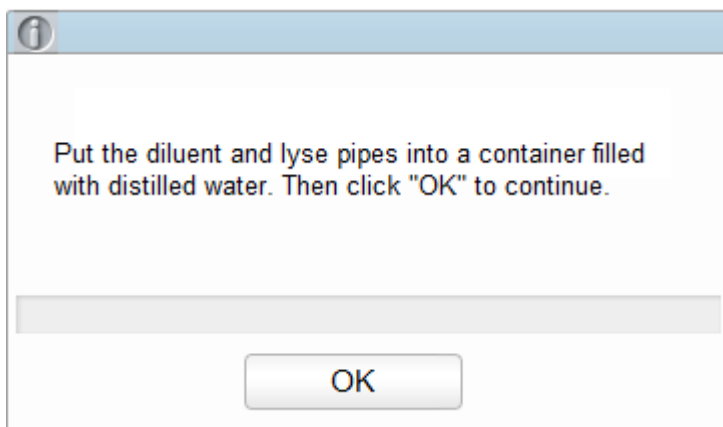 Put the diluent and lyse pipes into a container filled
with distilled water. Then click "OK" to continue.
OK